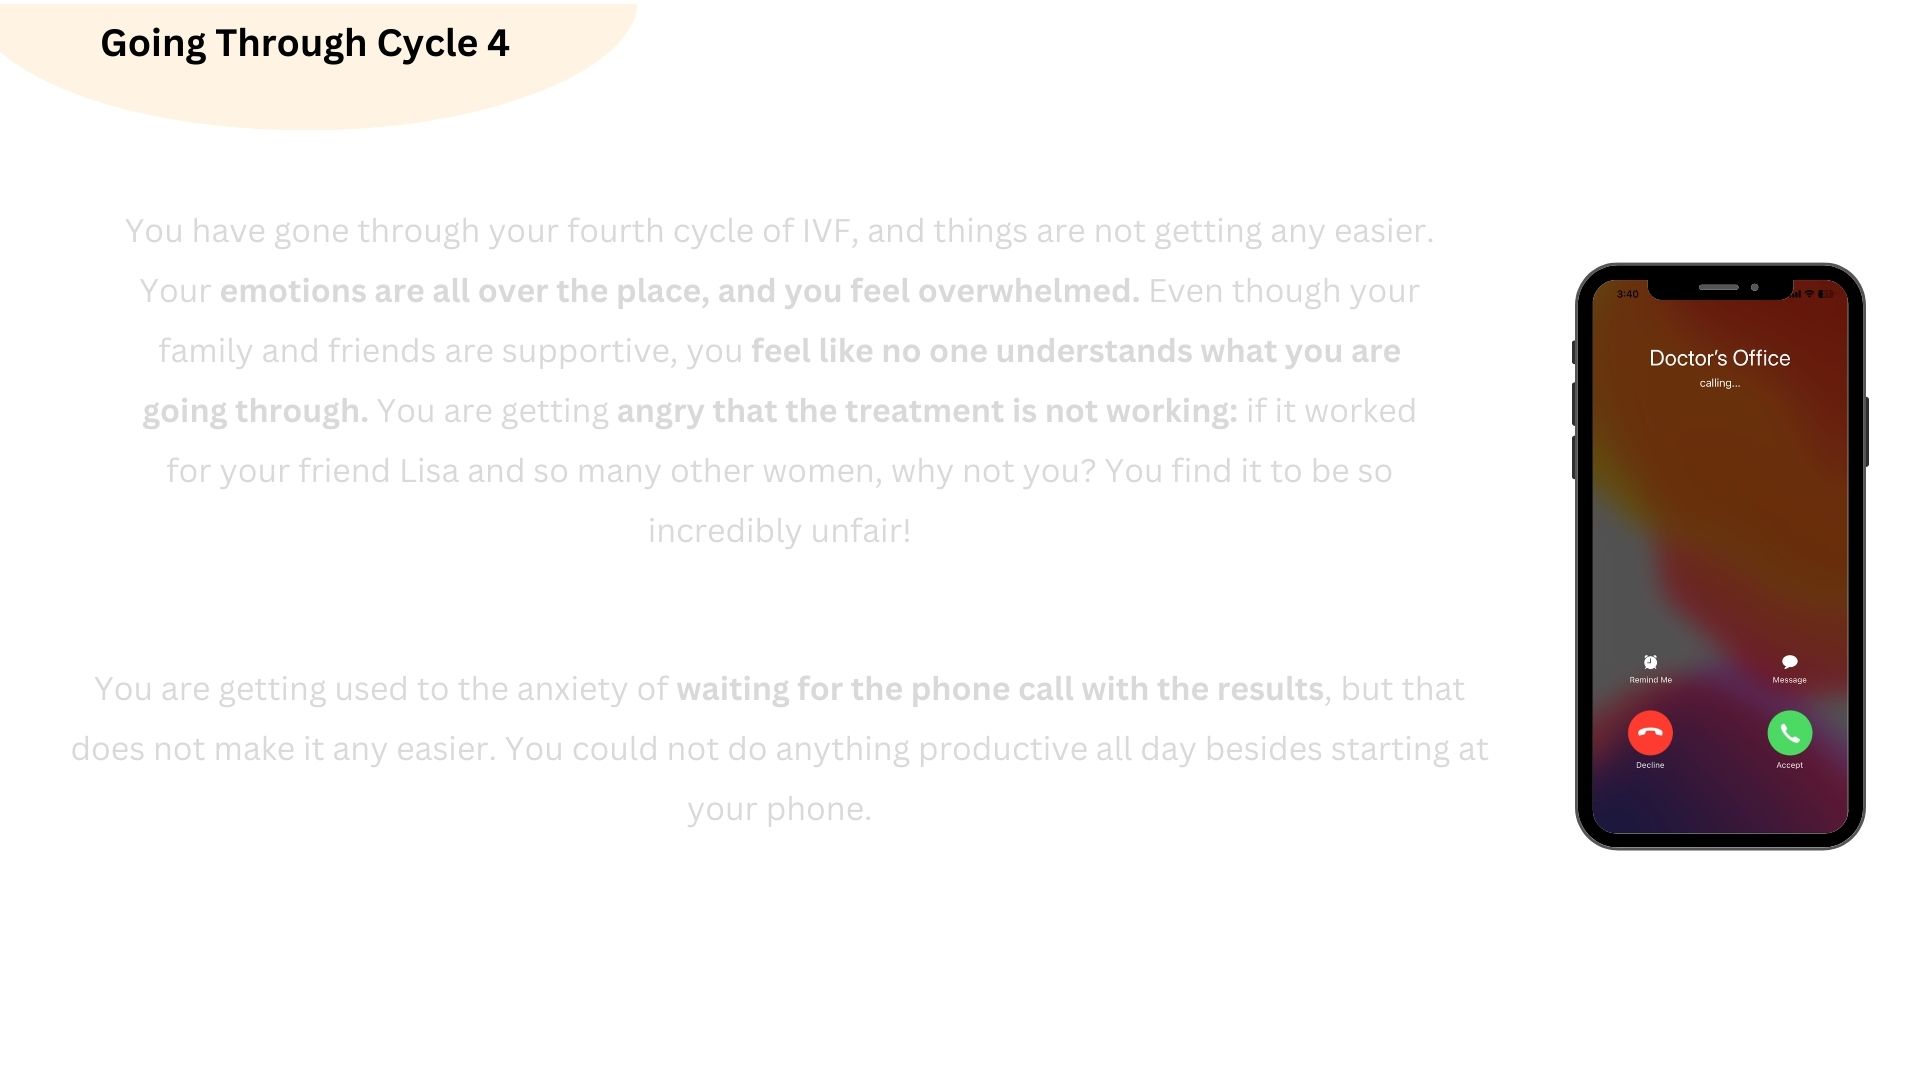 Going Through Cycle 4
You have gone through your fourth cycle of IVF, and things are not getting any easier.
Your emotions are all over the place, and you feel overwhelmed. Even though your
family and friends are supportive, you feel like no one understands what you are
going through. You are getting angry that the treatment is not working: if it worked
for your friend Lisa and so many other women, why not you? You find it to be so
incredibly unfair!
You are getting used to the anxiety of waiting for the phone call with the results, but that
does not make it any easier. You could not do anything productive all day besides starting at
your phone.
3:40
Doctor's Office
calling...
Remind Me
Message
Decline
Accept